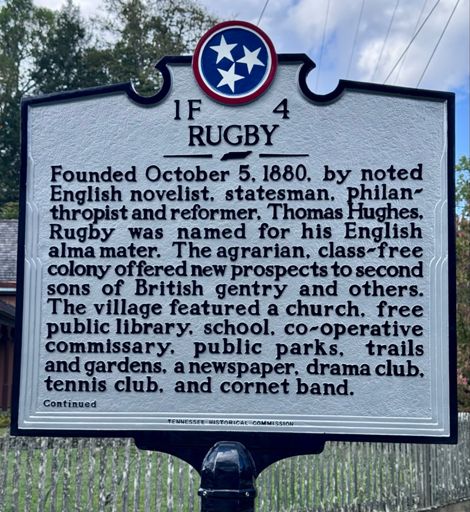 1F 4
RUGBY
Founded October 5, 1880, by noted
English novelist, statesman, philan-
thropist and reformer, Thomas Hughes,
Rugby was named for his English
alma mater. The agrarian, class-free
colony offered new prospects to second
sons of British gentry and others.
The village featured a church, free
public library, school, co-operative
commissary, public parks, trails
and gardens, a newspaper, drama club,
tennis club, and cornet band.
Continued
TENNESSEE HISTORICAL COMMISSION